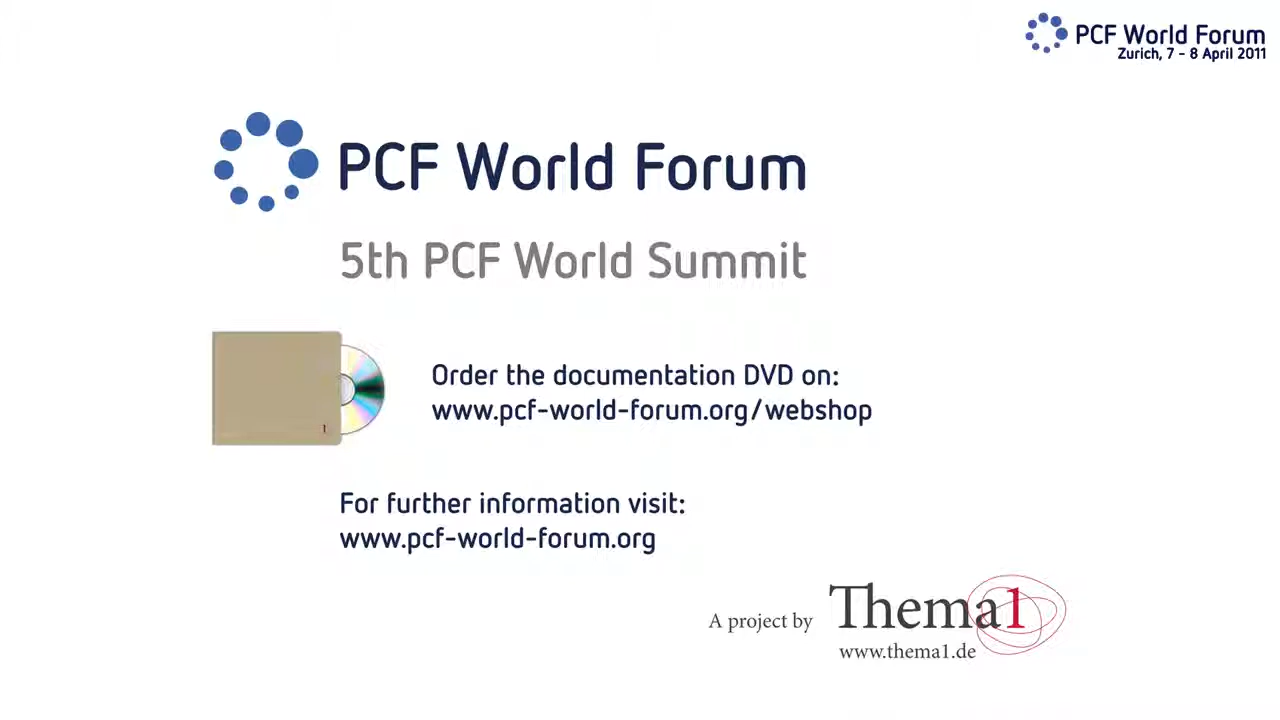 PCF World Forum
Zurich, 7 - 8 April 2011
PCF World Forum
5th PCF World Summit
1
Order the documentation DVD on:
www.pcf-world-forum.org/webshop
For further information visit:
www.pcf-world-forum.org
A project by Thema1
www.thema1.de